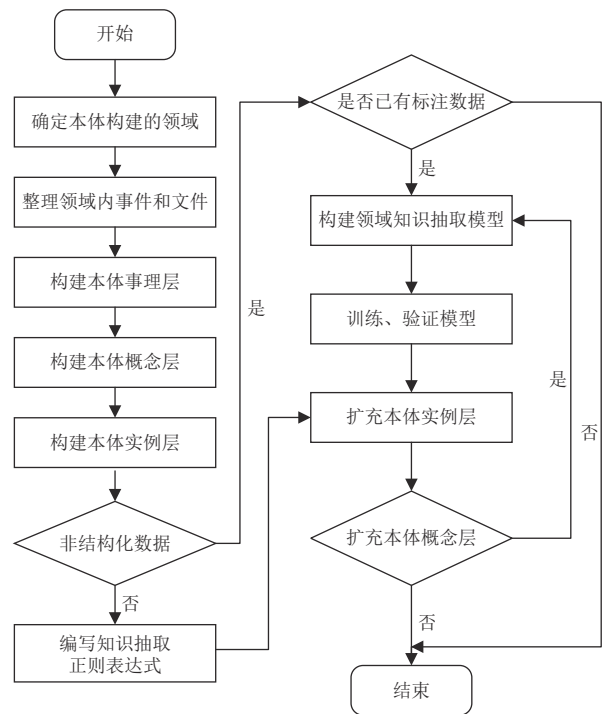 开始
确定本体构建的领域
整理领域内事件和文件
构建本体事理层
构建本体概念层
构建本体实例层
非结构化数据
否
编写知识抽取
正则表达式
是
是否已有标注数据
是
构建领域知识抽取模型
训练、验证模型
扩充本体实例层
扩充本体概念层
是
否
否
结束